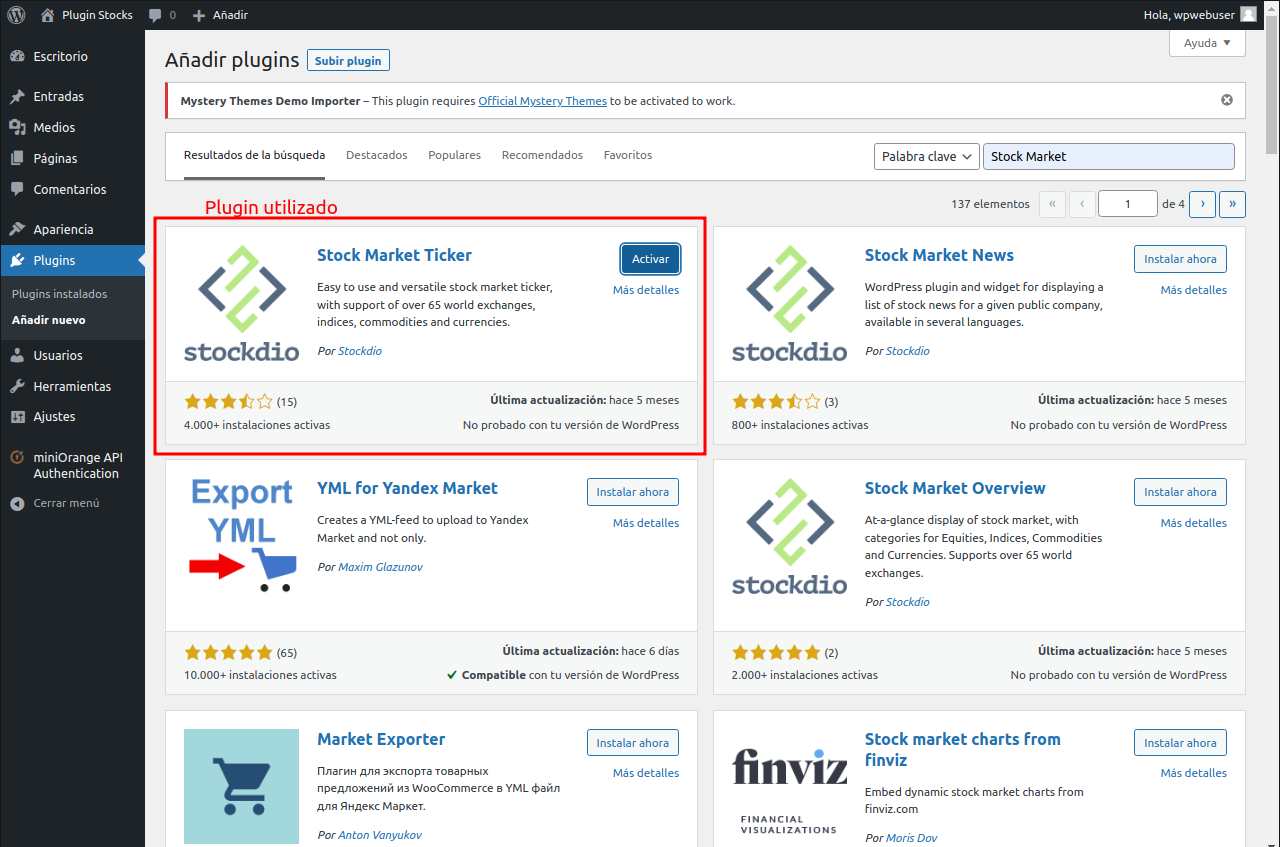 Plugin Stocks
0
Añadir
Hola, wpwebuser
Escritorio
Entradas
Medios
Páginas
Comentarios
Apariencia
Plugins
Plugins instalados
Añadir nuevo
Usuarios
Herramientas
Ajustes
miniOrange API
Authentication
Cerrar menú
Ayuda
Añadir plugins
Subir plugin
Mystery Themes Demo Importer – This plugin requires Official Mystery Themes to be activated to work.
Resultados de la búsqueda
Destacados
Populares
Recomendados
Favoritos
Palabra clave
Stock Market
Plugin utilizado
137 elementos
«
‹
1
de 4
›
»
stockdio
Stock Market Ticker
Activar
Más detalles
Easy to use and versatile stock market ticker,
with support of over 65 world exchanges,
indices, commodities and currencies.
Por Stockdio
(15)
Última actualización: hace 5 meses
4.000+ instalaciones activas
No probado con tu versión de WordPress
stockdio
Stock Market News
Instalar ahora
Más detalles
WordPress plugin and widget for displaying a
list of stock news for a given public company,
available in several languages.
Por Stockdio
(3)
Última actualización: hace 5 meses
800+ instalaciones activas
No probado con tu versión de WordPress
Export
YML
YML for Yandex Market
Instalar ahora
Más detalles
Creates a YML-feed to upload to Yandex
Market and not only.
Por Maxim Glazunov
(65)
Última actualización: hace 6 días
10.000+ instalaciones activas
Compatible con tu versión de WordPress
stockdio
Stock Market Overview
Instalar ahora
Más detalles
At-a-glance display of stock market, with
categories for Equities, Indices, Commodities
and Currencies. Supports over 65 world
exchanges.
Por Stockdio
(2)
Última actualización: hace 5 meses
2.000+ instalaciones activas
No probado con tu versión de WordPress
Market Exporter
Instalar ahora
Más detalles
Плагин для экспорта товарных
предложений из WooCommerce в YML файл
для Яндекс Маркет.
Por Anton Vanyukov
finviz
FINANCIAL
VISUALIZATIONS
Stock market charts from
finviz
Instalar ahora
Más detalles
Embed dynamic stock market charts from
finviz.com
Por Moris Dov